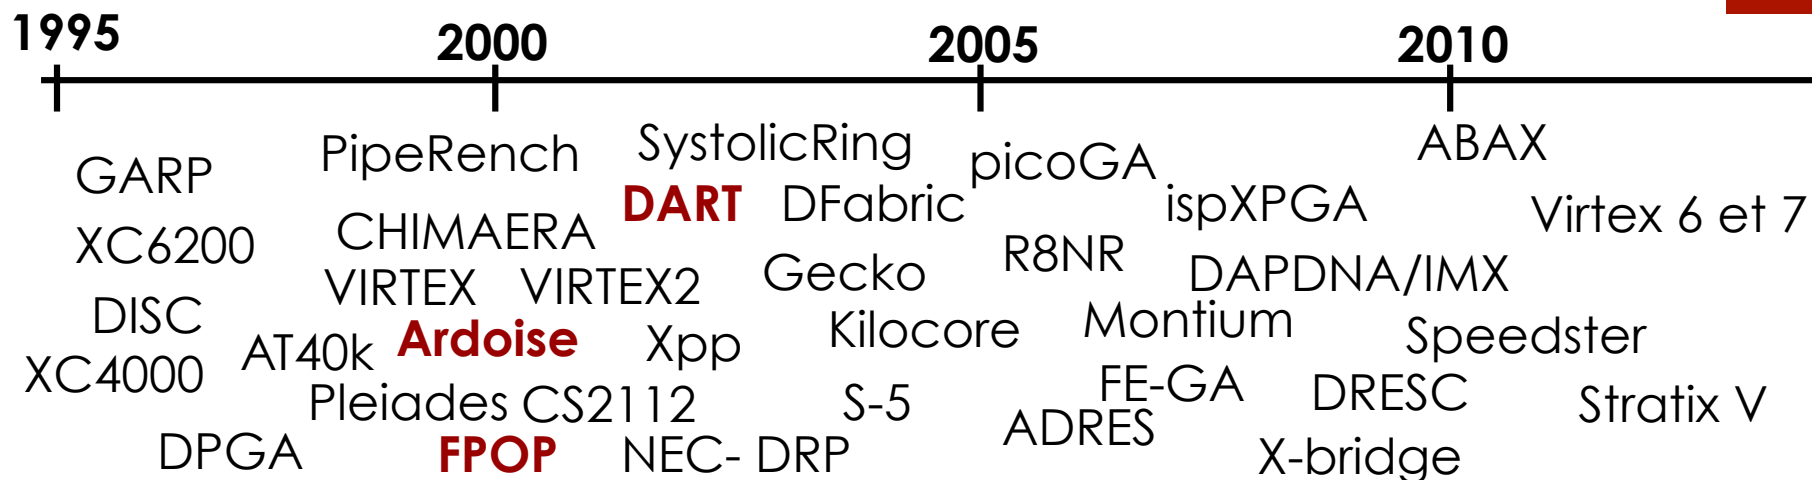 1995
2000
2005
2010
GARP
PipeRench
SystolicRing
picoGA
ABAX
XC6200
CHIMAERA
DART
DFabric
ispXPGA
Virtex 6 et 7
DISC
VIRTEX
VIRTEX2
Gecko
R8NR
DAPDNA/IMX
XC4000
AT40k
Ardoise
Xpp
Kilocore
Montium
Speedster
Pleiades
CS2112
S-5
FE-GA
DRESC
Stratix V
DPGA
FPOP
NEC- DRP
ADRES
X-bridge